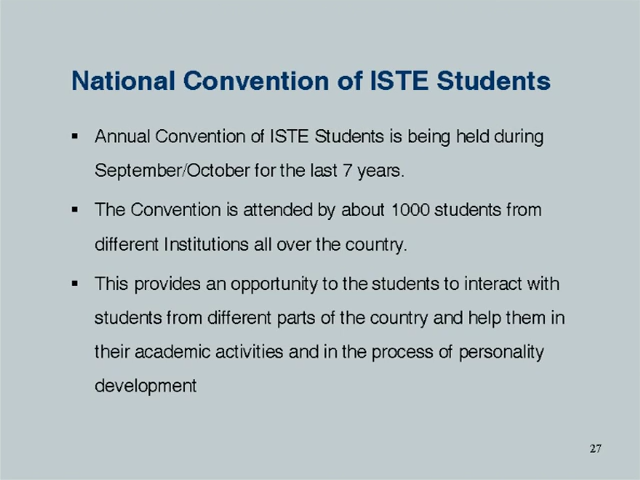 National Convention of ISTE Students
▪ Annual Convention of ISTE Students is being held during
September/October for the last 7 years.
▪ The Convention is attended by about 1000 students from
different Institutions all over the country.
▪ This provides an opportunity to the students to interact with
students from different parts of the country and help them in
their academic activities and in the process of personality
development
27